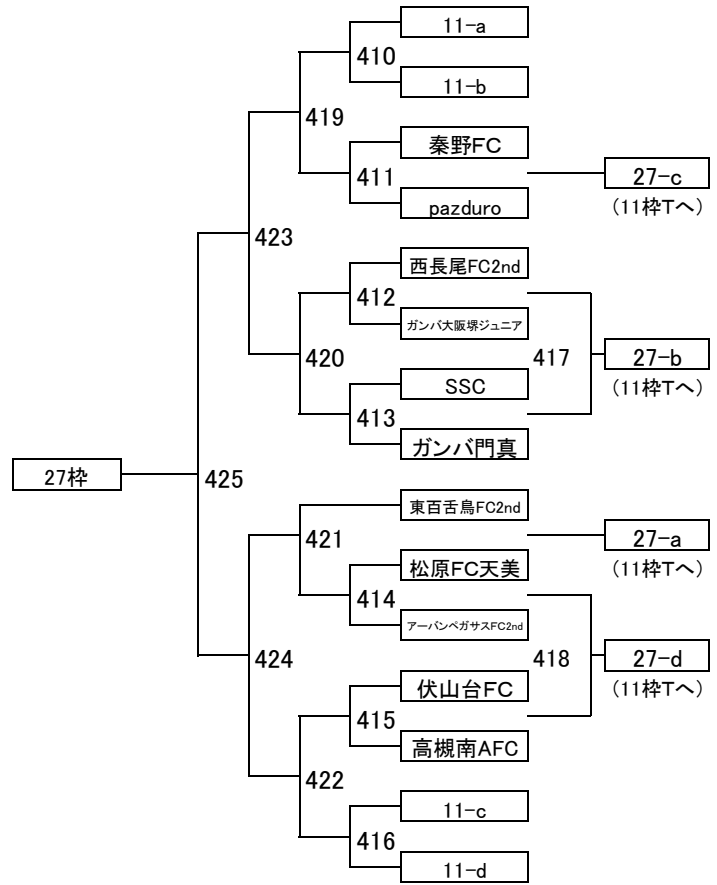 11-a
410
11-b
419
秦野FC
411
27-c
(11枠Tへ)
pazduro
423
西長尾FC2nd
412
ガンバ大阪堺ジュニア
420
417
27-b
(11枠Tへ)
SSC
413
ガンバ門真
27枠
425
東百舌鳥FC2nd
421
27-a
(11枠Tへ)
松原FC天美
414
アーバンペガサスFC2nd
424
418
27-d
(11枠Tへ)
伏山台FC
415
高槻南AFC
422
11-c
416
11-d